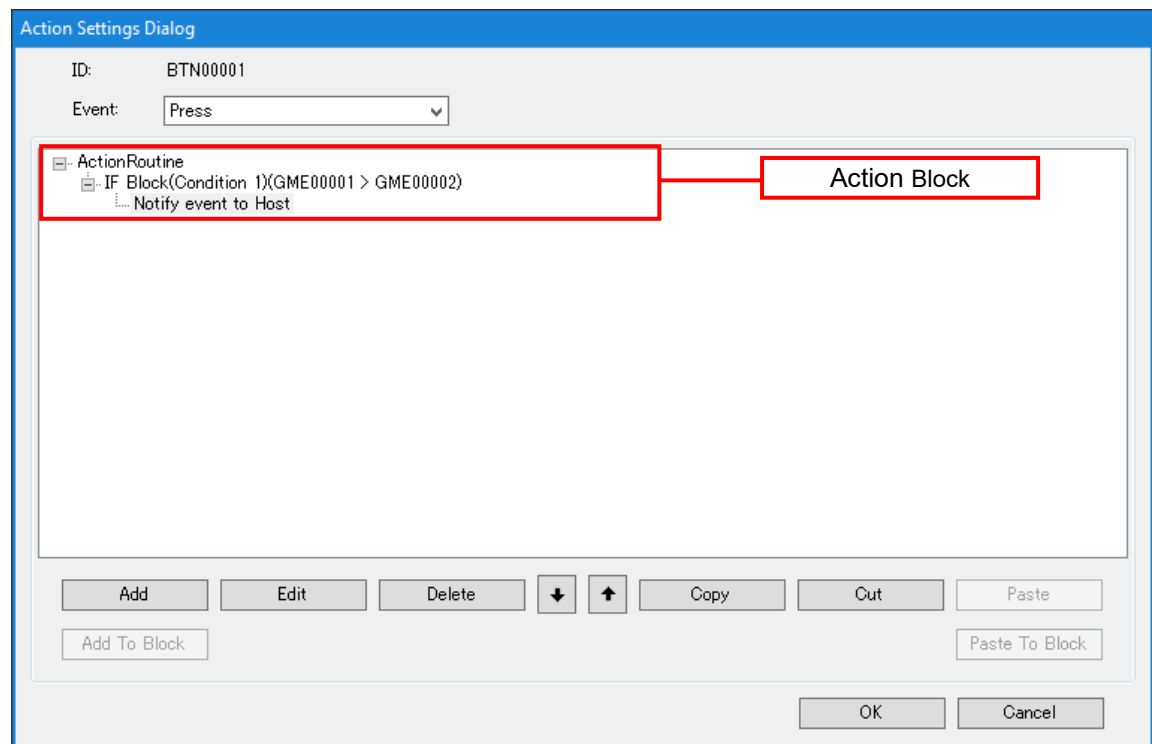 Action Settings Dialog
ID: BTN00001
Event: Press
ActionRoutine
IF Block(Condition 1)(GME00001 > GME00002)
Notify event to Host
Action Block
Add Edit Delete Copy Cut Paste
Add To Block Paste To Block
OK Cancel